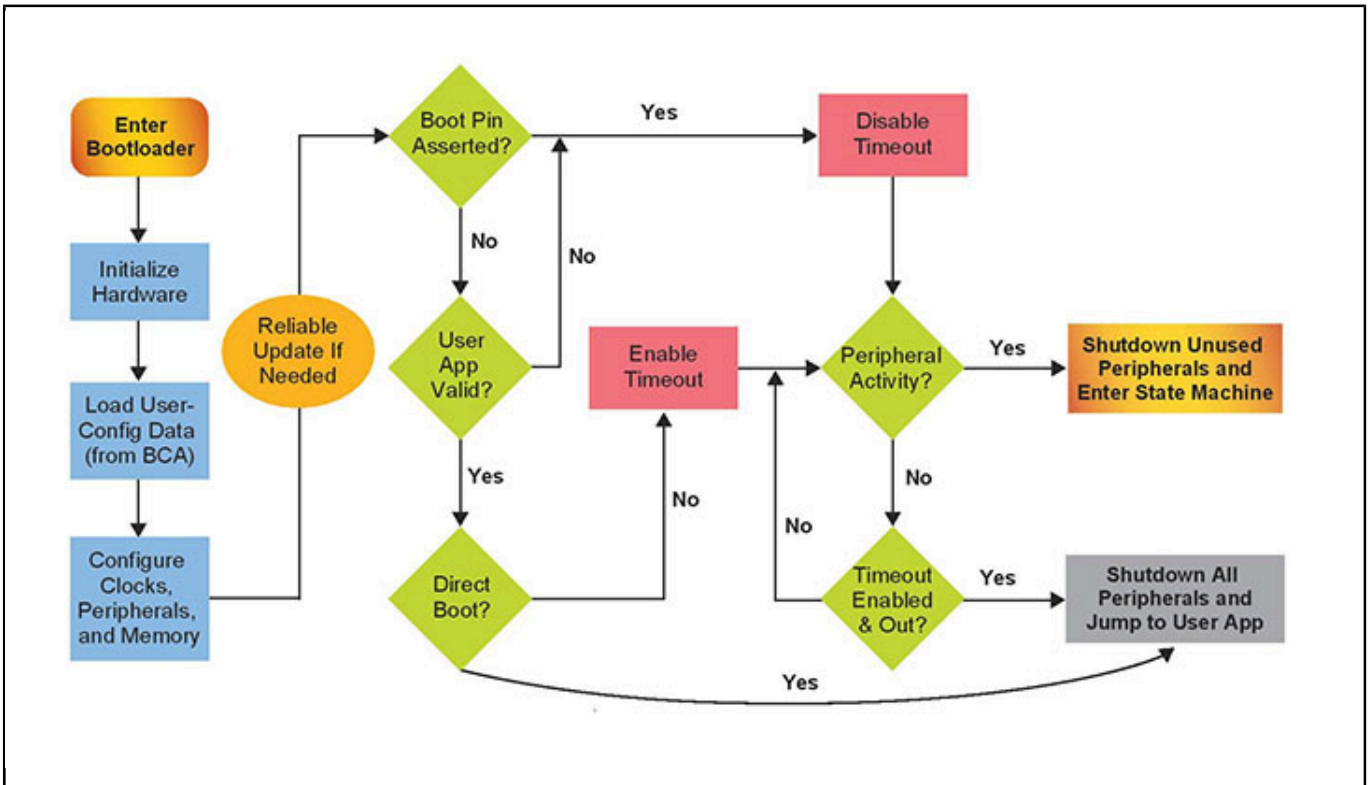 Enter
Bootloader
Initialize
Hardware
Load User-
Config Data
(from BCA)
Configure
Clocks,
Peripherals,
and Memory
Reliable
Update If
Needed
Boot Pin
Asserted?
Yes
No
No
User
App
Valid?
Yes
Direct
Boot?
No
Yes
Enable
Timeout
Disable
Timeout
Peripheral
Activity?
Yes
No
No
Timeout
Enabled
& Out?
Yes
Shutdown Unused
Peripherals and
Enter State Machine
Shutdown All
Peripherals and
Jump to User App